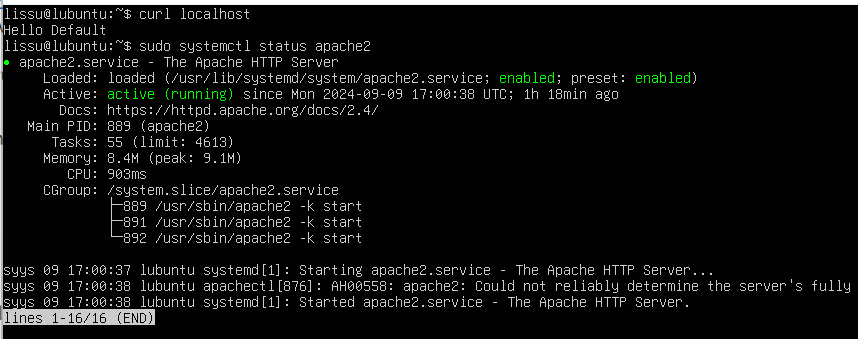 lissu@lubuntu:~$ curl localhost
Hello Default
lissu@lubuntu:~$ sudo systemctl status apache2
● apache2.service - The Apache HTTP Server
     Loaded: loaded (/usr/lib/systemd/system/apache2.service; enabled; preset: enabled)
     Active: active (running) since Mon 2024-09-09 17:00:38 UTC; 1h 18min ago
       Docs: https://httpd.apache.org/docs/2.4/
   Main PID: 889 (apache2)
      Tasks: 55 (limit: 4613)
     Memory: 8.4M (peak: 9.1M)
        CPU: 903ms
     CGroup: /system.slice/apache2.service
             ├─889 /usr/sbin/apache2 -k start
             ├─891 /usr/sbin/apache2 -k start
             └─892 /usr/sbin/apache2 -k start
syys 09 17:00:37 lubuntu systemd[1]: Starting apache2.service - The Apache HTTP Server...
syys 09 17:00:38 lubuntu apachectl[876]: AH00558: apache2: Could not reliably determine the server's fully
syys 09 17:00:38 lubuntu systemd[1]: Started apache2.service - The Apache HTTP Server.
lines 1-16/16 (END)